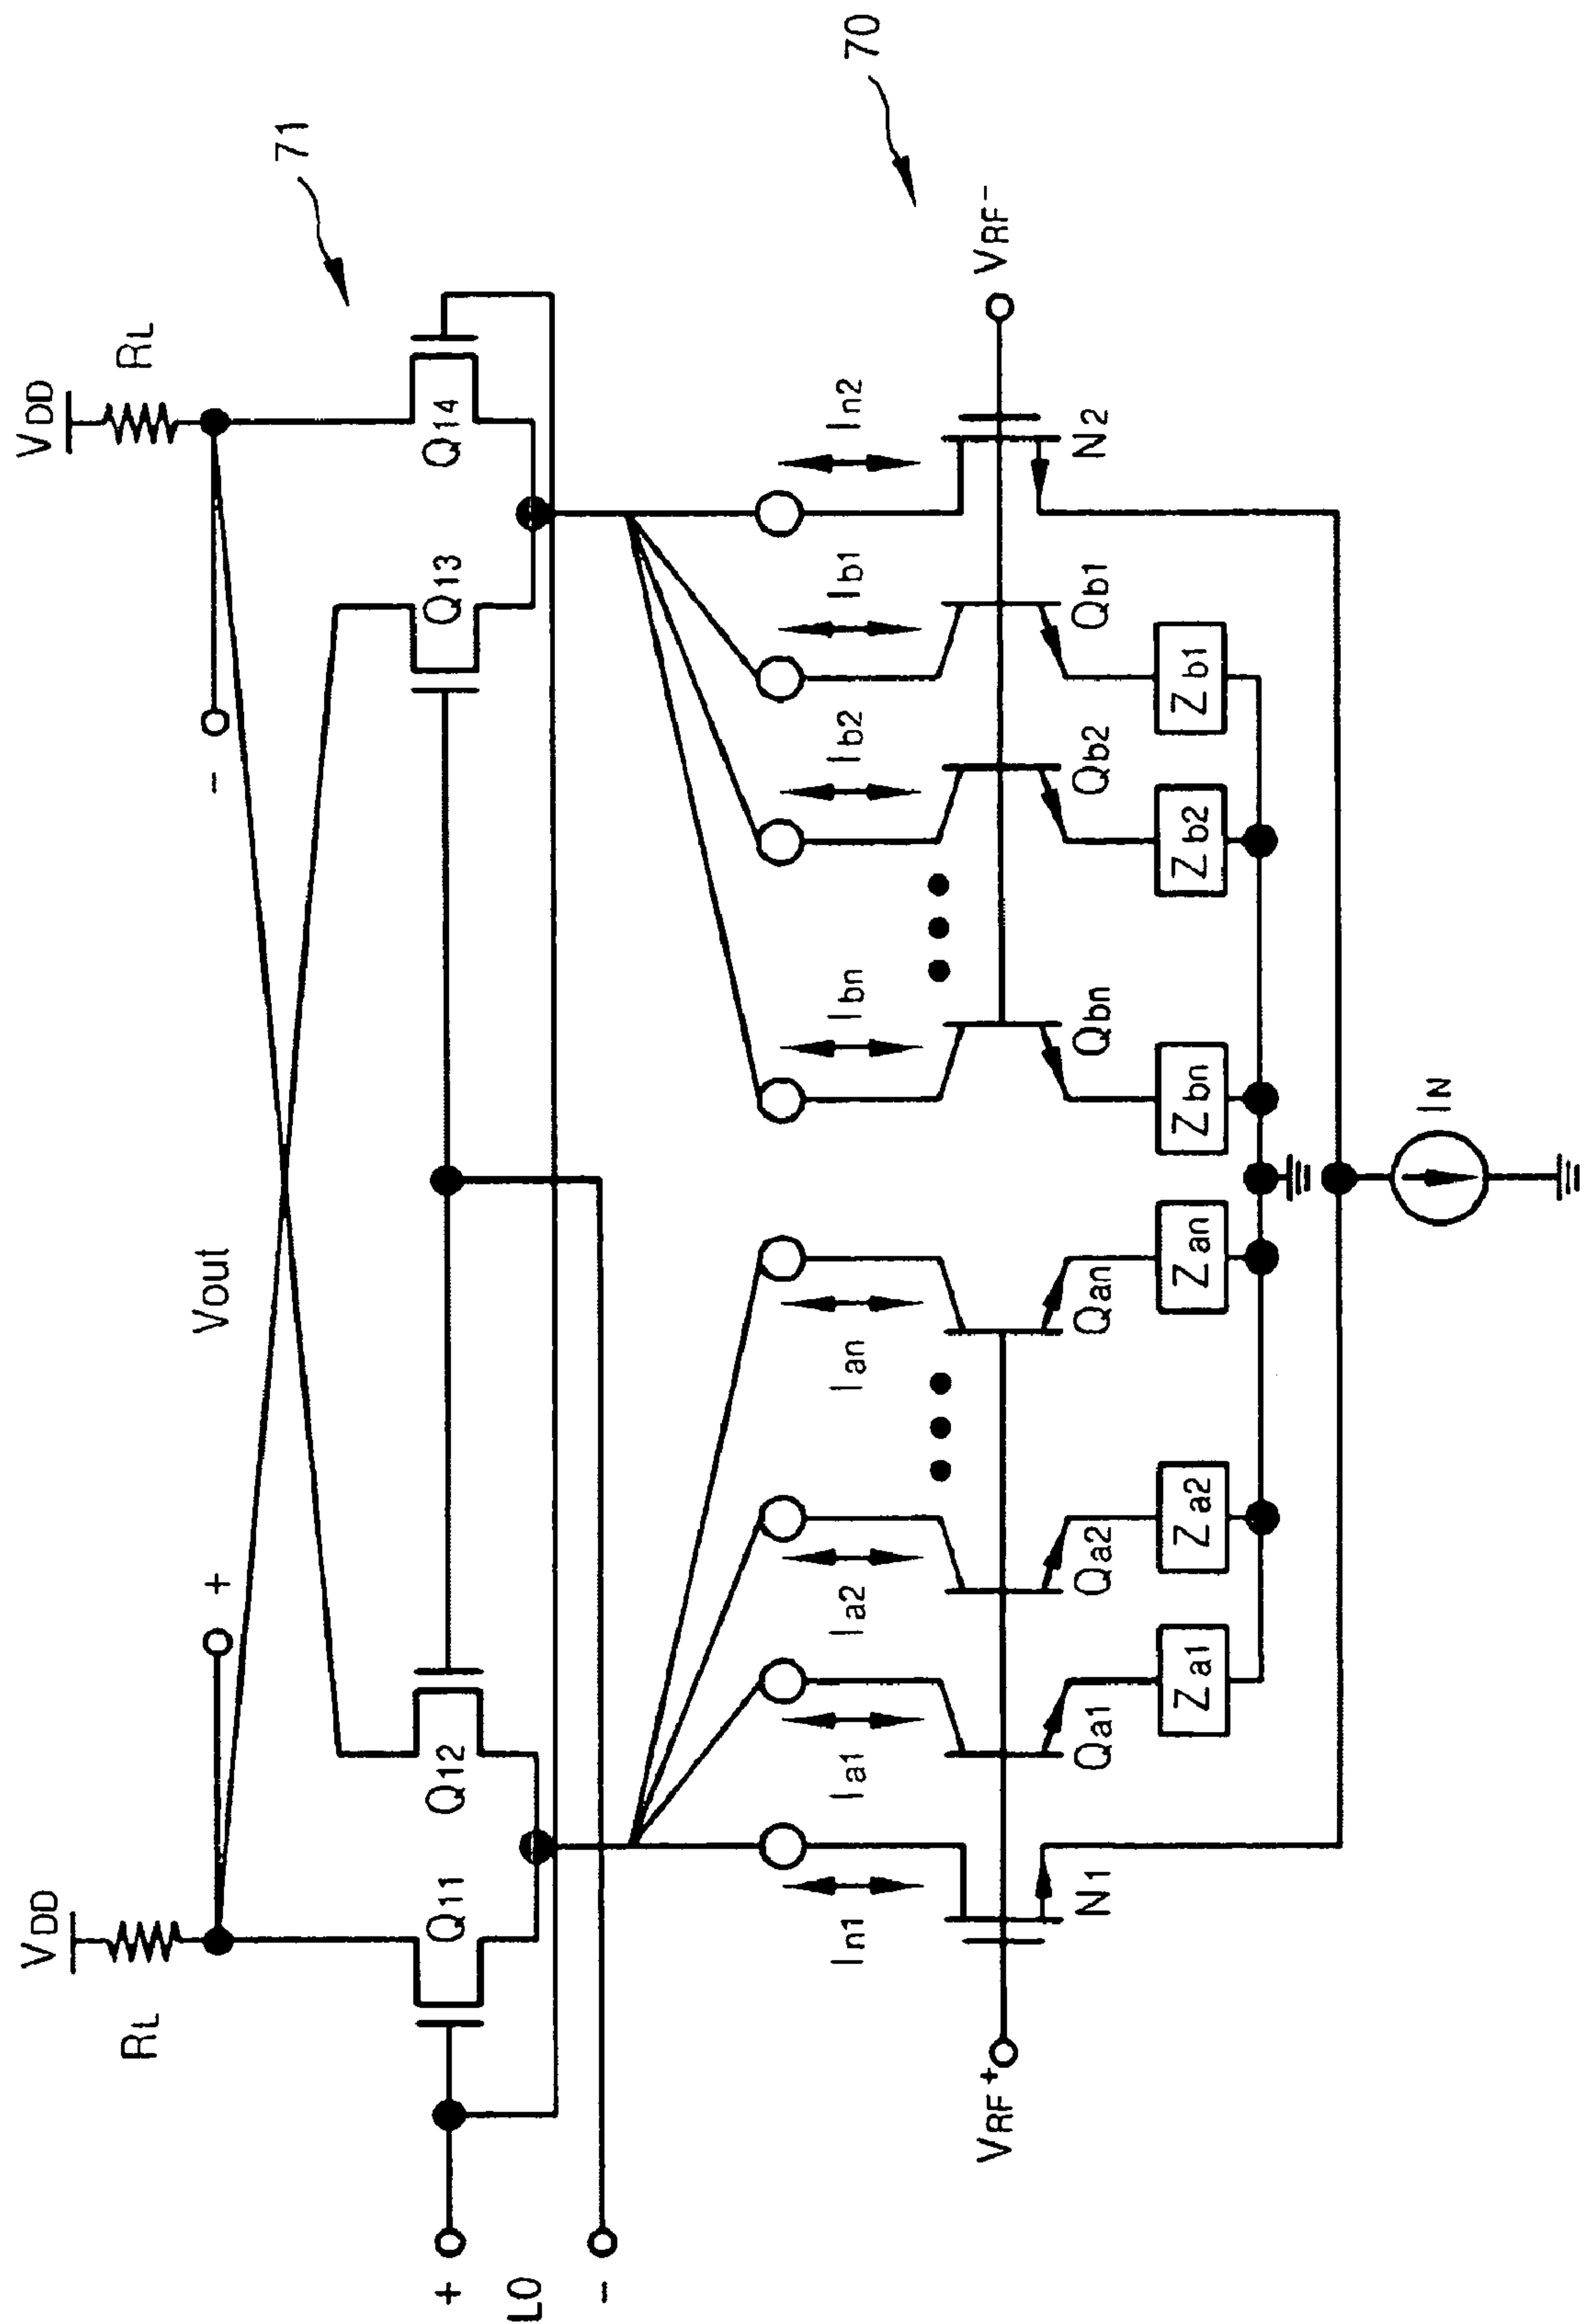 VDD
VDD
RL
RL
71
Vout
+
-
Q11
Q12
Q13
Q14
+
LO
-
70
In1
Ia1
Ia2
Ian
Ibn
Ib2
Ib1
In2
VRF+
VRF-
N1
Qa1
Qa2
Qan
Qbn
Qb2
Qb1
N2
Za1
Za2
Zan
Zbn
Zb2
Zb1
IN